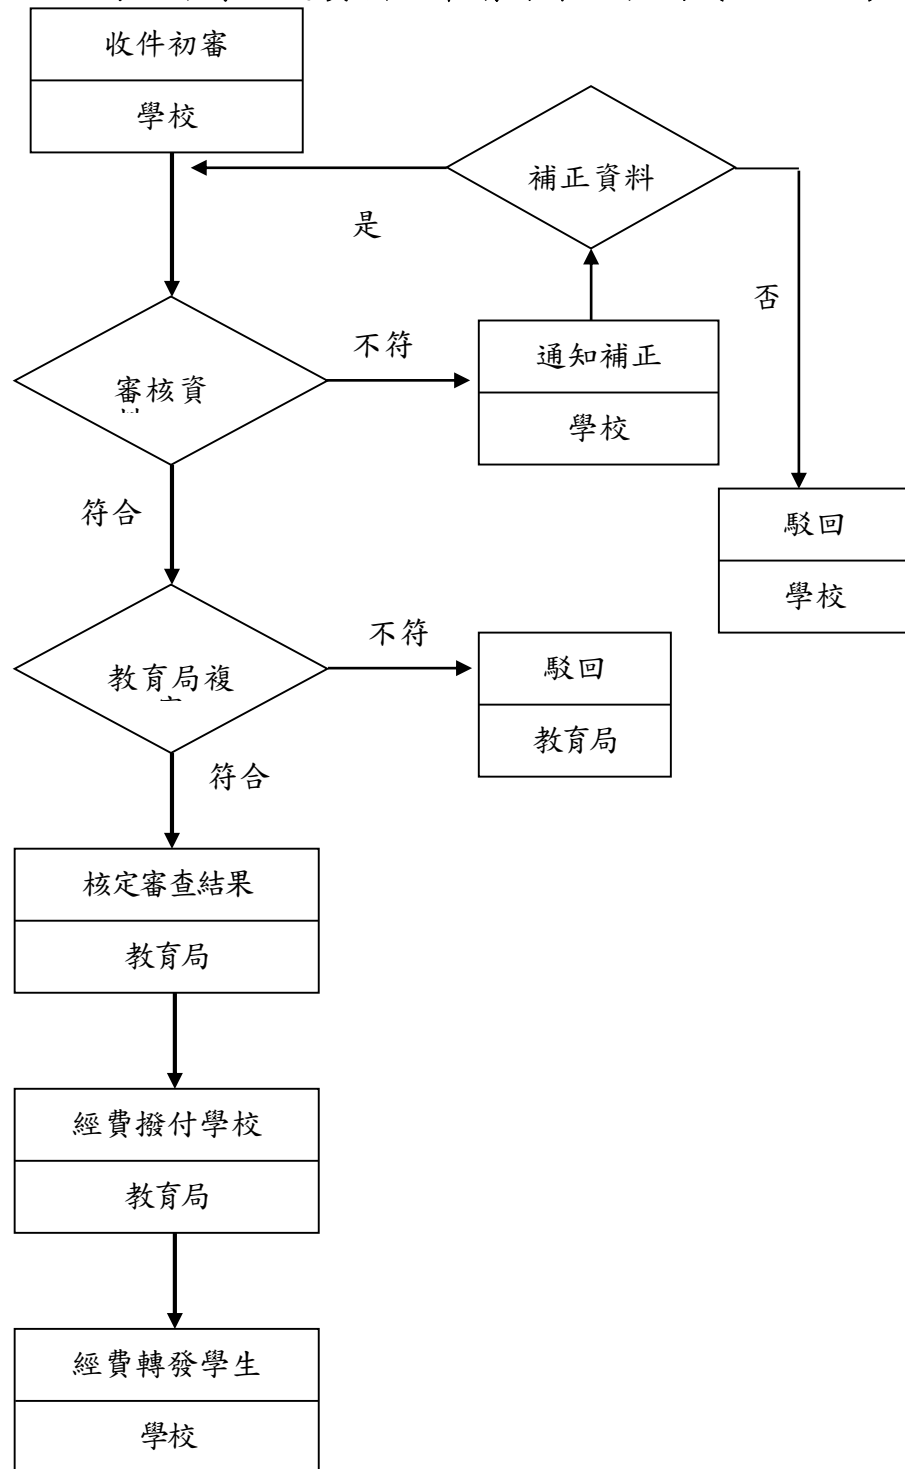 收件初審
學校
補正資料
是
否
不符
通知補正
學校
審核資
符合
駁回
學校
不符
教育局複
駁回
教育局
符合
核定審查結果
教育局
經費撥付學校
教育局
經費轉發學生
學校